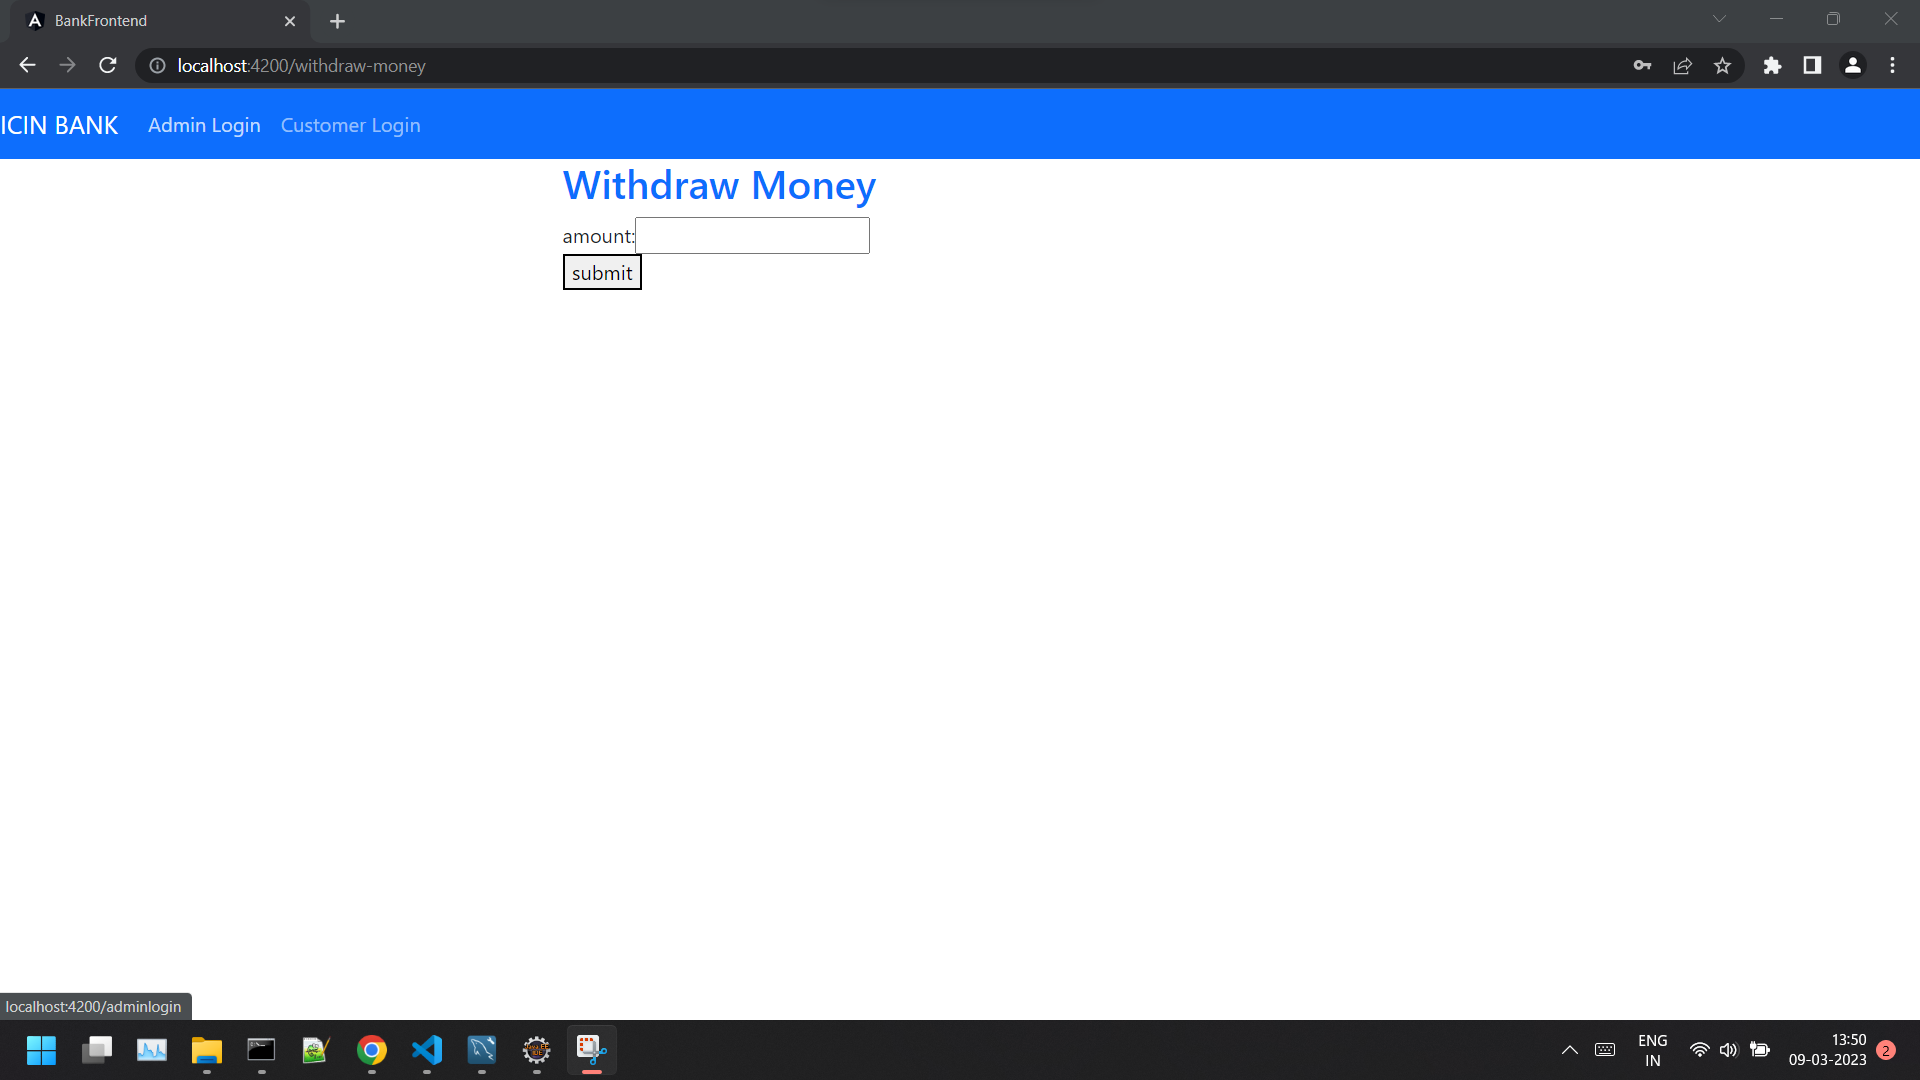 BankFrontend
localhost:4200/withdraw-money
ICIN BANK Admin Login Customer Login
Withdraw Money
amount:
submit
localhost:4200/adminlogin
ENG
IN
13:50
09-03-2023
2